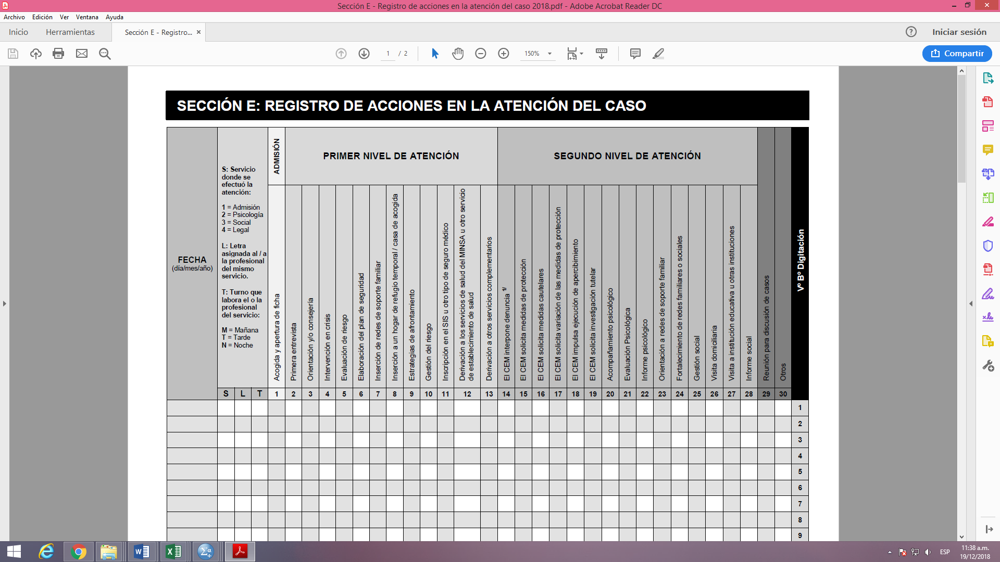 Sección E - Registro de acciones en la atención del caso 2018.pdf - Adobe Acrobat Reader DC
Archivo Edición Ver Ventana Ayuda
Inicio Herramientas Sección E - Registro... × Iniciar sesión
1 / 2 150% Compartir
SECCIÓN E: REGISTRO DE ACCIONES EN LA ATENCIÓN DEL CASO
FECHA
(día/mes/año)
S: Servicio
donde se
efectuó la
atención:
1 = Admisión
2 = Psicología
3 = Social
4 = Legal
L: Letra
asignada al / a
la profesional
del mismo
servicio.
T: Turno que
labora el o la
profesional
del servicio:
M = Mañana
T = Tarde
N = Noche
ADMISIÓN
PRIMER NIVEL DE ATENCIÓN
SEGUNDO NIVEL DE ATENCIÓN
Acogida y apertura de ficha
Primera entrevista
Orientación y/o consejería
Intervención en crisis
Evaluación de riesgo
Elaboración del plan de seguridad
Inserción de redes de soporte familiar
Inserción a un hogar de refugio temporal / casa de acogida
Estrategias de afrontamiento
Gestión del riesgo
Inscripción en el SIS u otro tipo de seguro médico
Derivación a los servicios de salud del MINSA u otro servicio
de establecimiento de salud
Derivación a otros servicios complementarios
El CEM interpone denuncia 1/
El CEM solicita medidas de protección
El CEM solicita medidas cautelares
El CEM solicita variación de las medidas de protección
El CEM impulsa ejecución de apercibimiento
El CEM solicita investigación tutelar
Acompañamiento psicológico
Evaluación Psicológica
Informe psicológico
Orientación a redes de soporte familiar
Fortalecimiento de redes familiares o sociales
Gestión social
Visita domiciliaria
Visita a institución educativa u otras instituciones
Informe social
Reunión para discusión de casos
Otros
Vº Bº Digitación
S L T 1 2 3 4 5 6 7 8 9 10 11 12 13 14 15 16 17 18 19 20 21 22 23 24 25 26 27 28 29 30
1
2
3
4
5
6
7
8
9
ESP
11:38 a.m.
19/12/2018